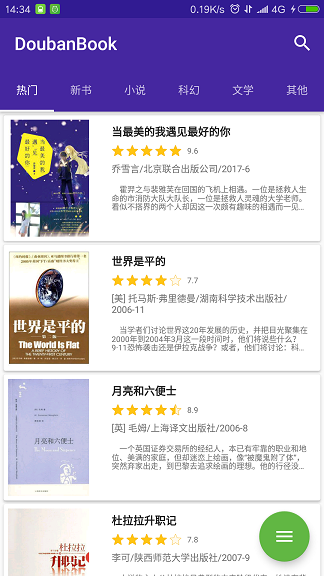 14:34 0.19K/s 4G
DoubanBook
热门 新书 小说 科幻 文学 其他
当最美的我遇见最好的你
9.6
乔雪言/北京联合出版公司/2017-6
霍羿之与裴雅芙在回国的飞机上相遇。一位是拯救人生
命的市消防大队大队长，一位是拯救人灵魂的大学老师。
看似不搭界的两个人却因这一次颇有趣味的相遇而一见…
世界是平的
The World Is Flat
世界是平的
7.7
[美] 托马斯·弗里德曼/湖南科学技术出版社/
2006-11
当学者们讨论世界这20年发展的历史，并把目光聚集在
2000年到2004年3月这一段时间时，他们将说些什么？
9·11恐怖袭击还是伊拉克战争？或者，他们将讨论：科…
月亮和六便士
月亮和六便士
8.9
[英] 毛姆/上海译文出版社/2006-8
一个英国证券交易所的经纪人，本已有牢靠的职业和地
位、美满的家庭，但却迷恋上绘画，像“被魔鬼附了体”，
突然弃家出走，到巴黎去追求绘画的理想。他的行径没…
杜拉拉
升职记
杜拉拉升职记
7.8
李可/陕西师范大学出版社/